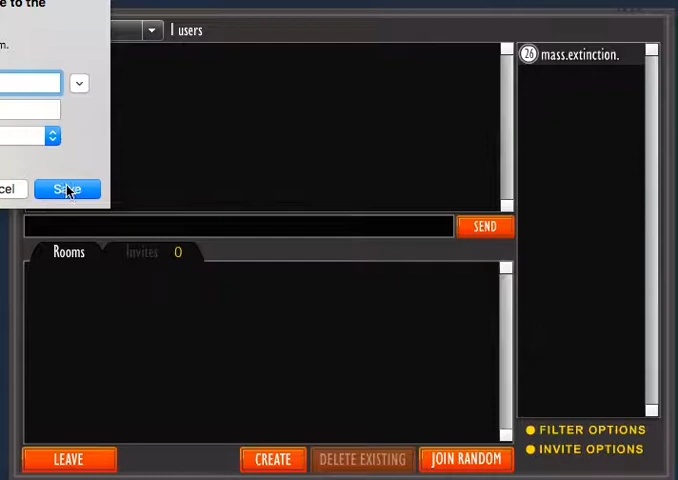 e to the
m.
cel
Save
1 users
26 mass.extinction.
SEND
Rooms
Invites 0
FILTER OPTIONS
INVITE OPTIONS
LEAVE
CREATE
DELETE EXISTING
JOIN RANDOM